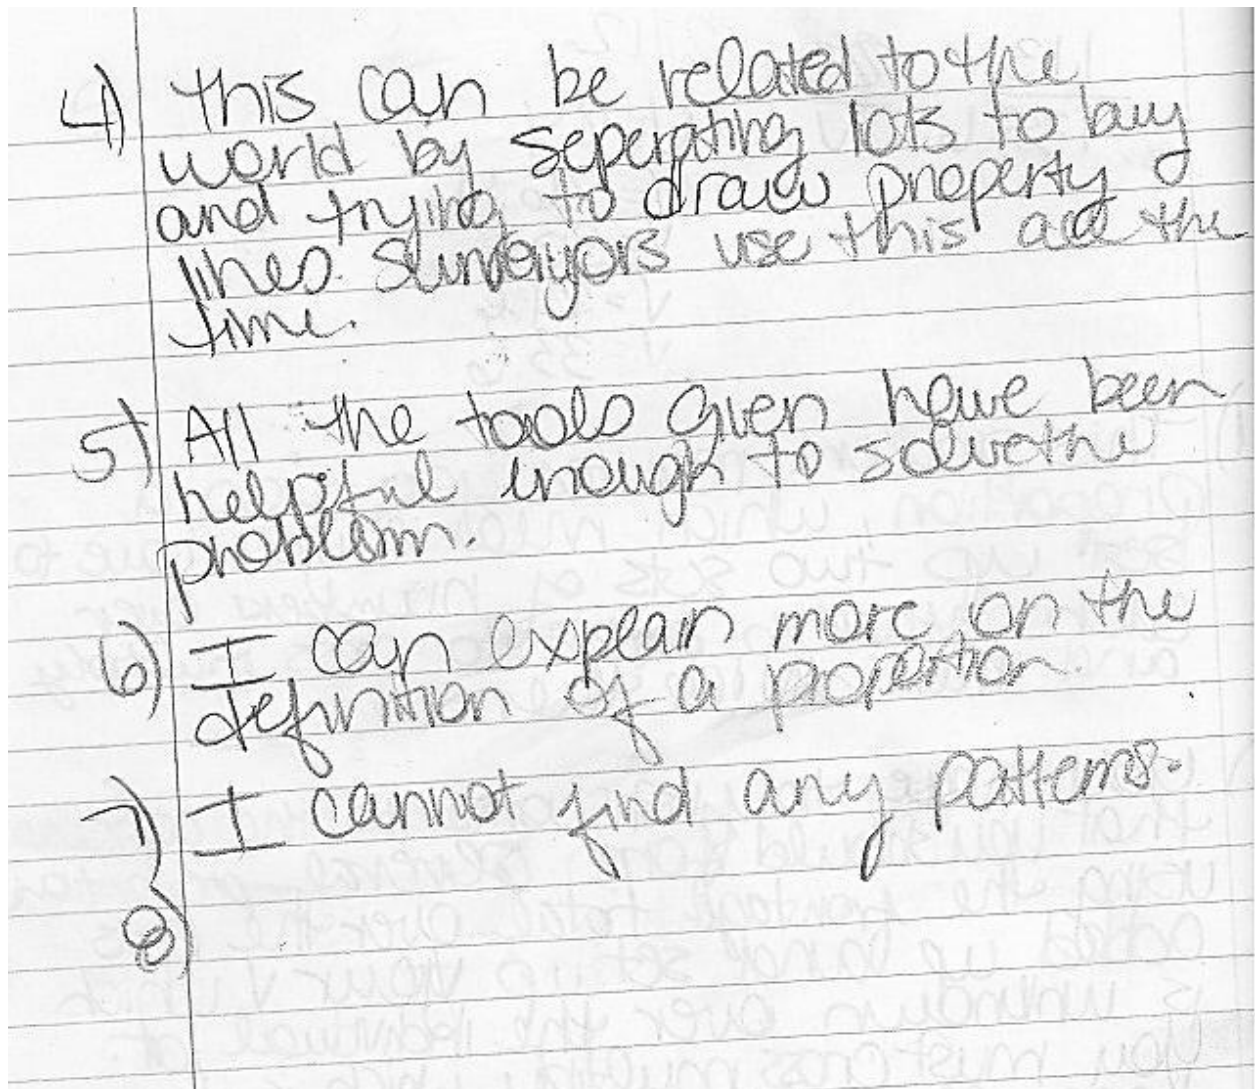 4) this can be related to the
world by seperating lots to buy
and trying to draw property
lines. Surveyors use this all the
time.
5) All the tools given have been
helpful enough to solve the
problem.
6) I can explain more on the
definition of a proportion.
7) I cannot find any patterns.
8)